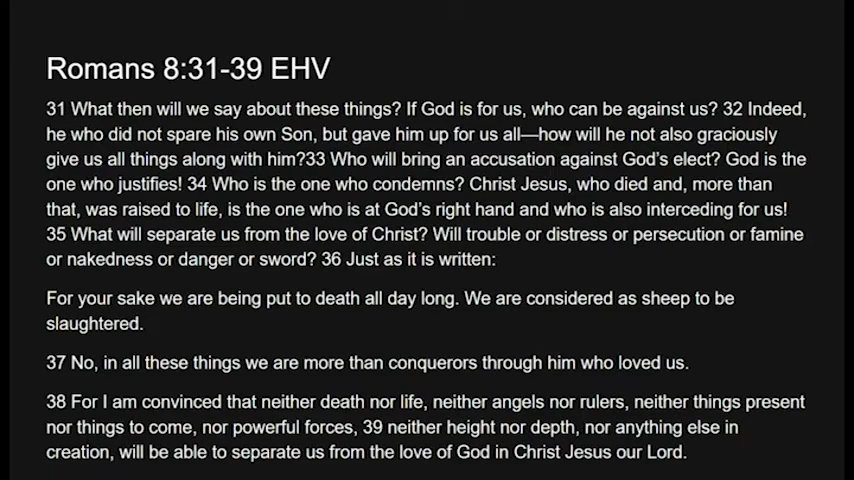 Romans 8:31-39 EHV
31 What then will we say about these things? If God is for us, who can be against us? 32 Indeed,
he who did not spare his own Son, but gave him up for us all—how will he not also graciously
give us all things along with him?33 Who will bring an accusation against God's elect? God is the
one who justifies! 34 Who is the one who condemns? Christ Jesus, who died and, more than
that, was raised to life, is the one who is at God's right hand and who is also interceding for us!
35 What will separate us from the love of Christ? Will trouble or distress or persecution or famine
or nakedness or danger or sword? 36 Just as it is written:
For your sake we are being put to death all day long. We are considered as sheep to be
slaughtered.
37 No, in all these things we are more than conquerors through him who loved us.
38 For I am convinced that neither death nor life, neither angels nor rulers, neither things present
nor things to come, nor powerful forces, 39 neither height nor depth, nor anything else in
creation, will be able to separate us from the love of God in Christ Jesus our Lord.